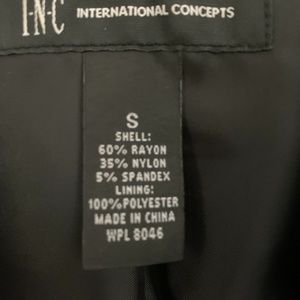 I·N·C INTERNATIONAL CONCEPTS
S
SHELL:
60% RAYON
35% NYLON
5% SPANDEX
LINING:
100%POLYESTER
MADE IN CHINA
WPL 8046